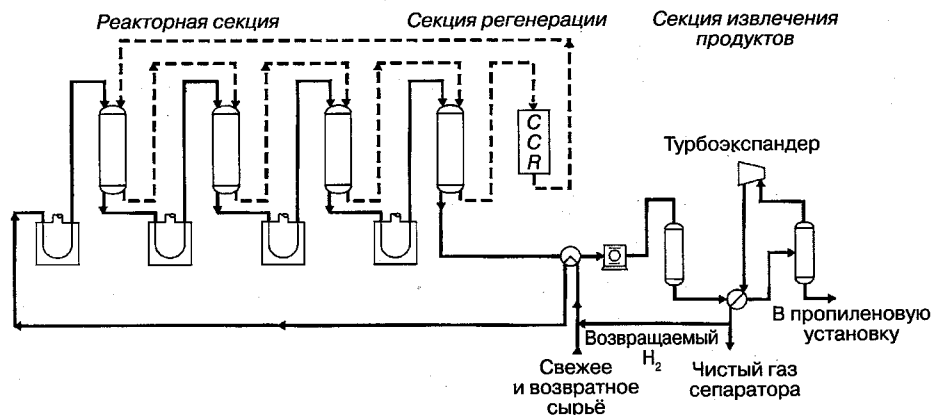 Реакторная секция
Секция регенерации
Секция извлечения
продуктов
C
C
R
Турбоэкспандер
В пропиленовую
установку
Возвращаемый
H₂
Свежее
и возвратное
сырьё
Чистый газ
сепаратора